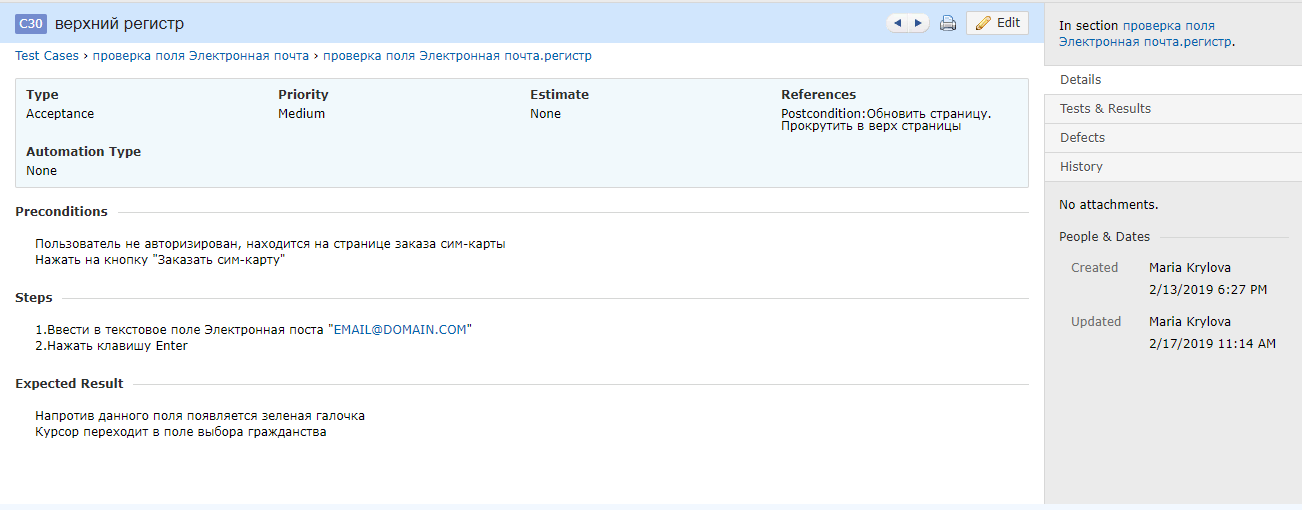 C30 верхний регистр
Edit
Test Cases › проверка поля Электронная почта › проверка поля Электронная почта.регистр
Type
Acceptance
Priority
Medium
Estimate
None
References
Postcondition:Обновить страницу.
Прокрутить в верх страницы
Automation Type
None
Preconditions
Пользователь не авторизирован, находится на странице заказа сим-карты
Нажать на кнопку "Заказать сим-карту"
Steps
1.Ввести в текстовое поле Электронная поста "EMAIL@DOMAIN.COM"
2.Нажать клавишу Enter
Expected Result
Напротив данного поля появляется зеленая галочка
Курсор переходит в поле выбора гражданства
In section проверка поля
Электронная почта.регистр.
Details
Tests & Results
Defects
History
No attachments.
People & Dates
Created Maria Krylova
2/13/2019 6:27 PM
Updated Maria Krylova
2/17/2019 11:14 AM